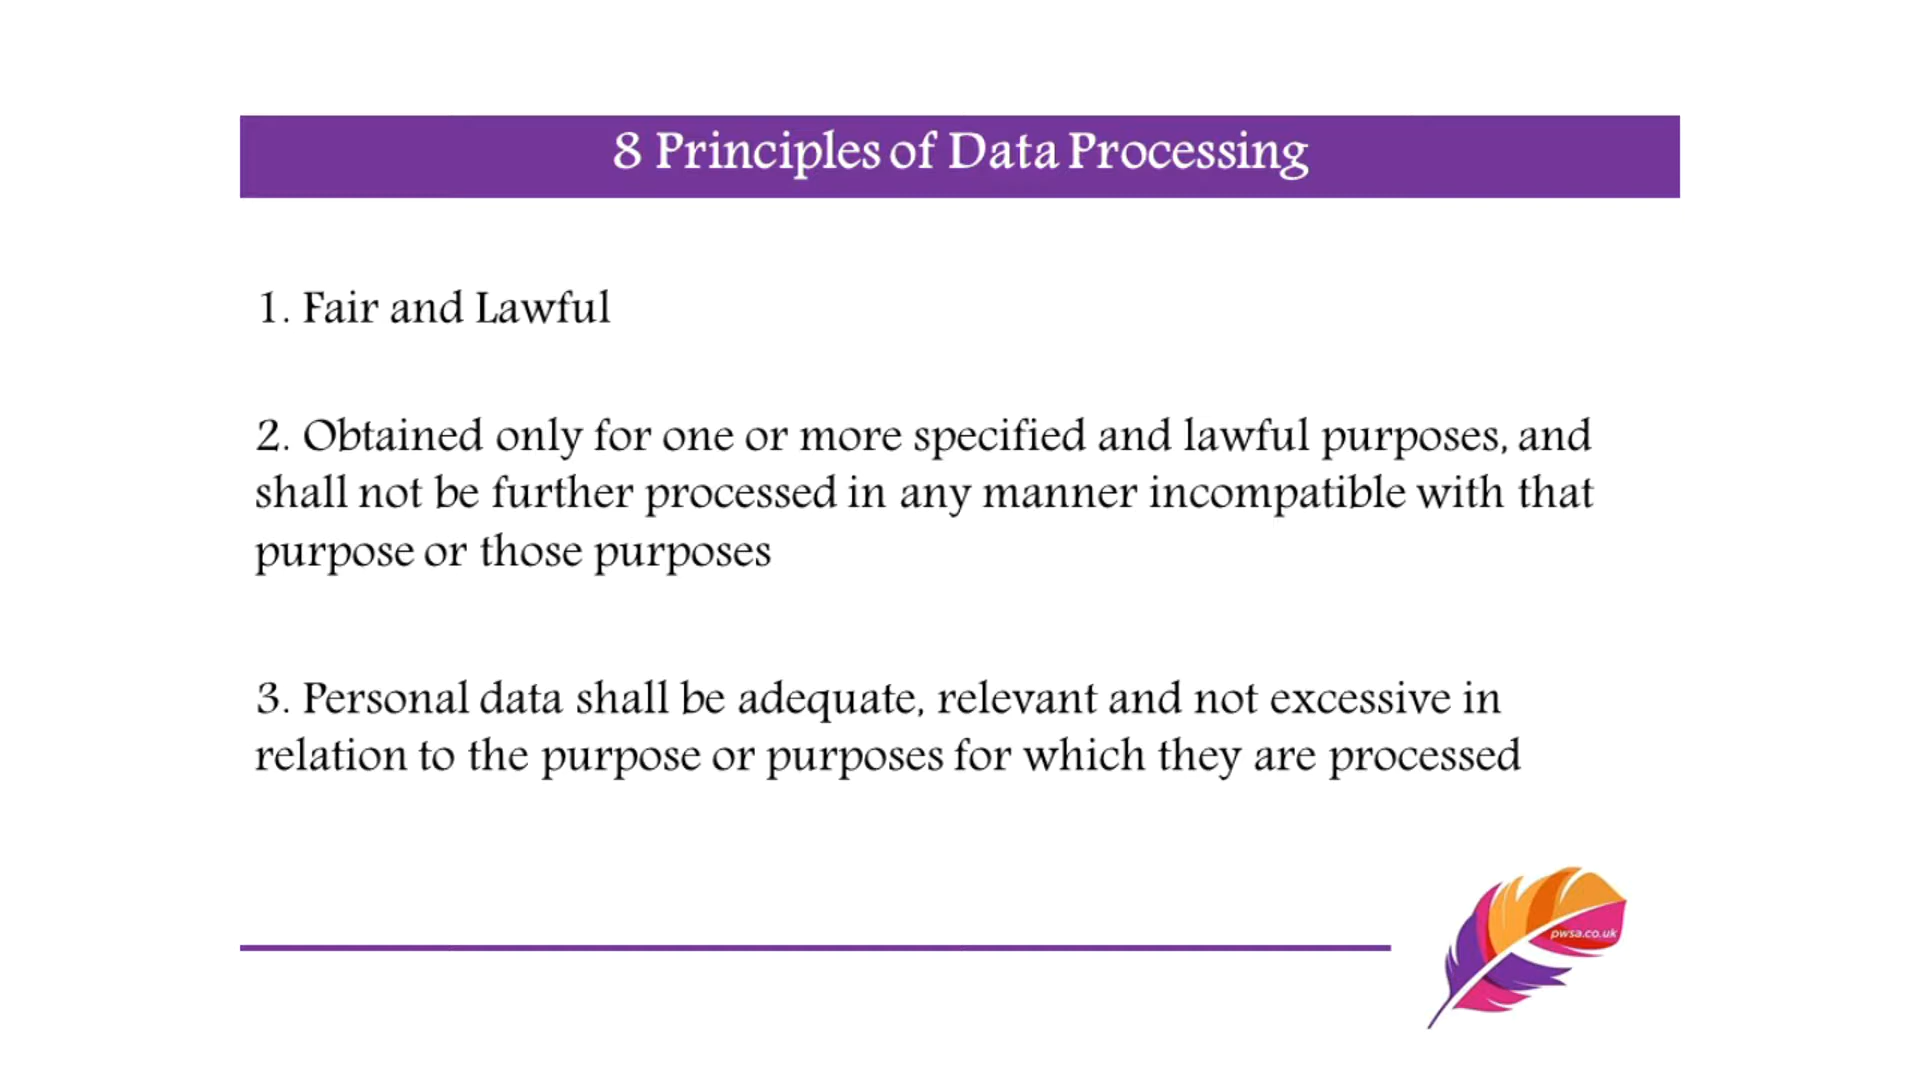 8 Principles of Data Processing
1. Fair and Lawful
2. Obtained only for one or more specified and lawful purposes, and
shall not be further processed in any manner incompatible with that
purpose or those purposes
3. Personal data shall be adequate, relevant and not excessive in
relation to the purpose or purposes for which they are processed
pwsa.co.uk